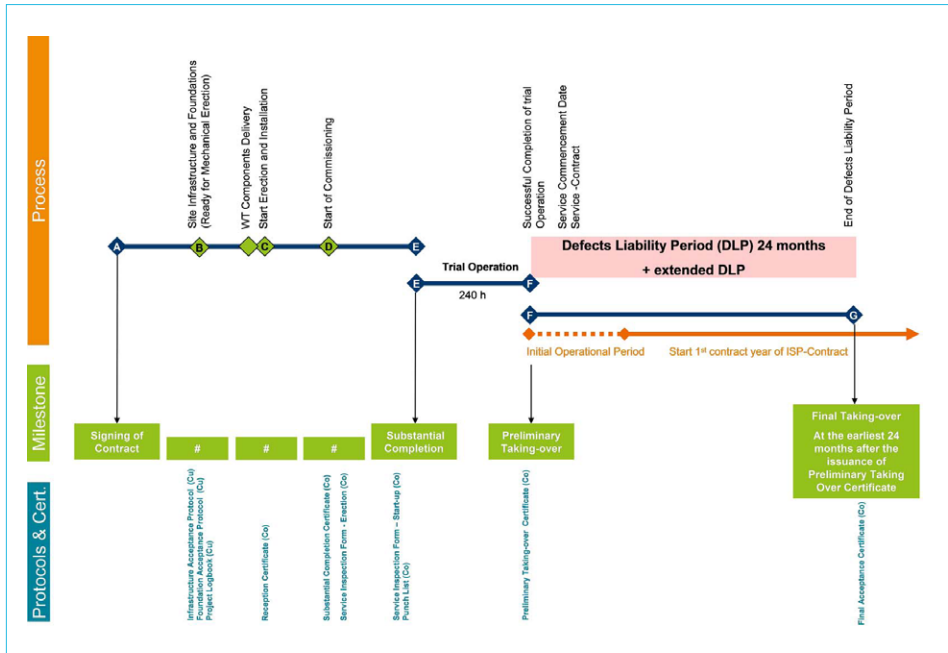 Process
Site Infrastructure and Foundations
(Ready for Mechanical Erection)
WT Components Delivery
Start Erection and Installation
Start of Commissioning
Successful Completion of trial
Operation
Service Commencement Date
Service -Contract
End of Defects Liability Period
A
B
C
D
E
Defects Liability Period (DLP) 24 months
+ extended DLP
Trial Operation
E
F
240 h
F
G
Initial Operational Period
Start 1st contract year of ISP-Contract
Milestone
Signing of
Contract
#
#
#
Substantial
Completion
Preliminary
Taking-over
Final Taking-over
At the earliest 24
months after the
issuance of
Preliminary Taking
Over Certificate
Protocols & Cert.
Infrastructure Acceptance Protocol (Cu)
Foundation Acceptance Protocol (Cu)
Project Logbook (Cu)
Reception Certificate (Co)
Substantial Completion Certificate (Co)
Service Inspection Form - Erection (Co)
Service Inspection Form – Start-up (Co)
Punch List (Co)
Preliminary Taking-over Certificate (Co)
Final Acceptance Certificate (Co)